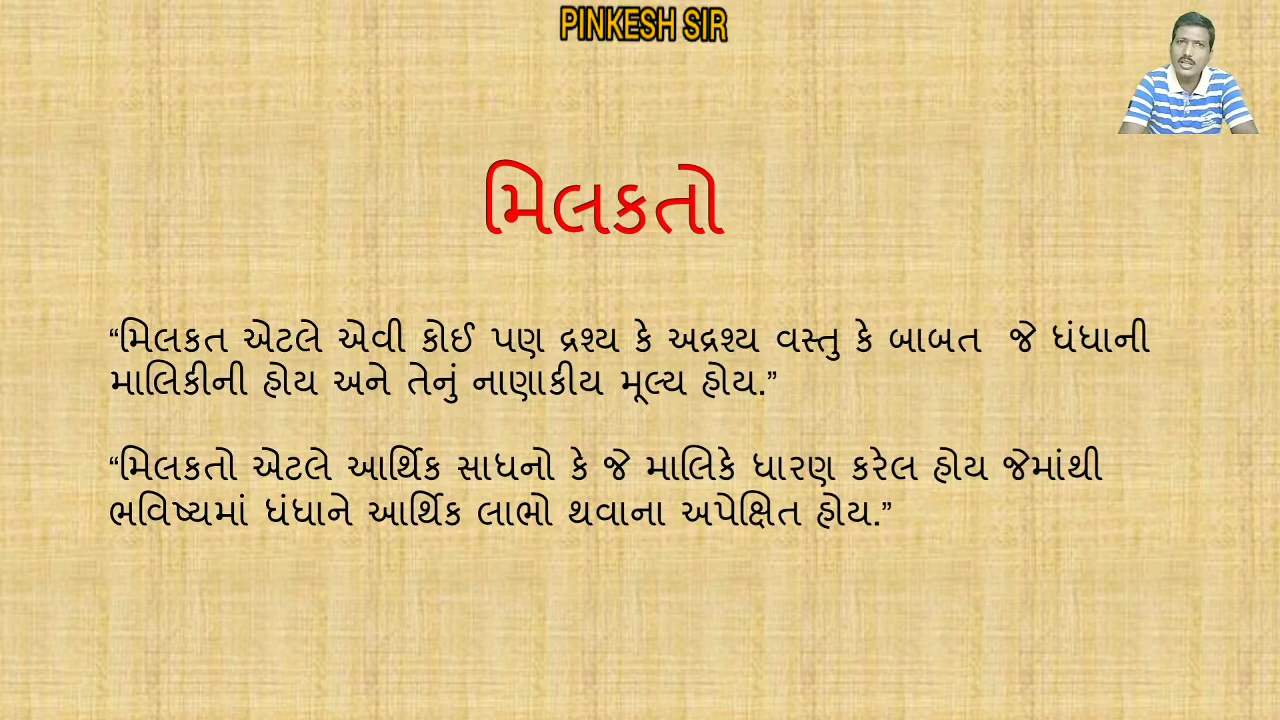 PINKESH SIR
મિલકતો
“મિલકત એટલે એવી કોઈ પણ દ્રશ્ય કે અદ્રશ્ય વસ્તુ કે બાબત જે ધંધાની
માલિકીની હોય અને તેનું નાણાકીય મૂલ્ય હોય.”
“મિલકતો એટલે આર્થિક સાધનો કે જે માલિકે ધારણ કરેલ હોય જેમાંથી
ભવિષ્યમાં ધંધાને આર્થિક લાભો થવાના અપેક્ષિત હોય.”